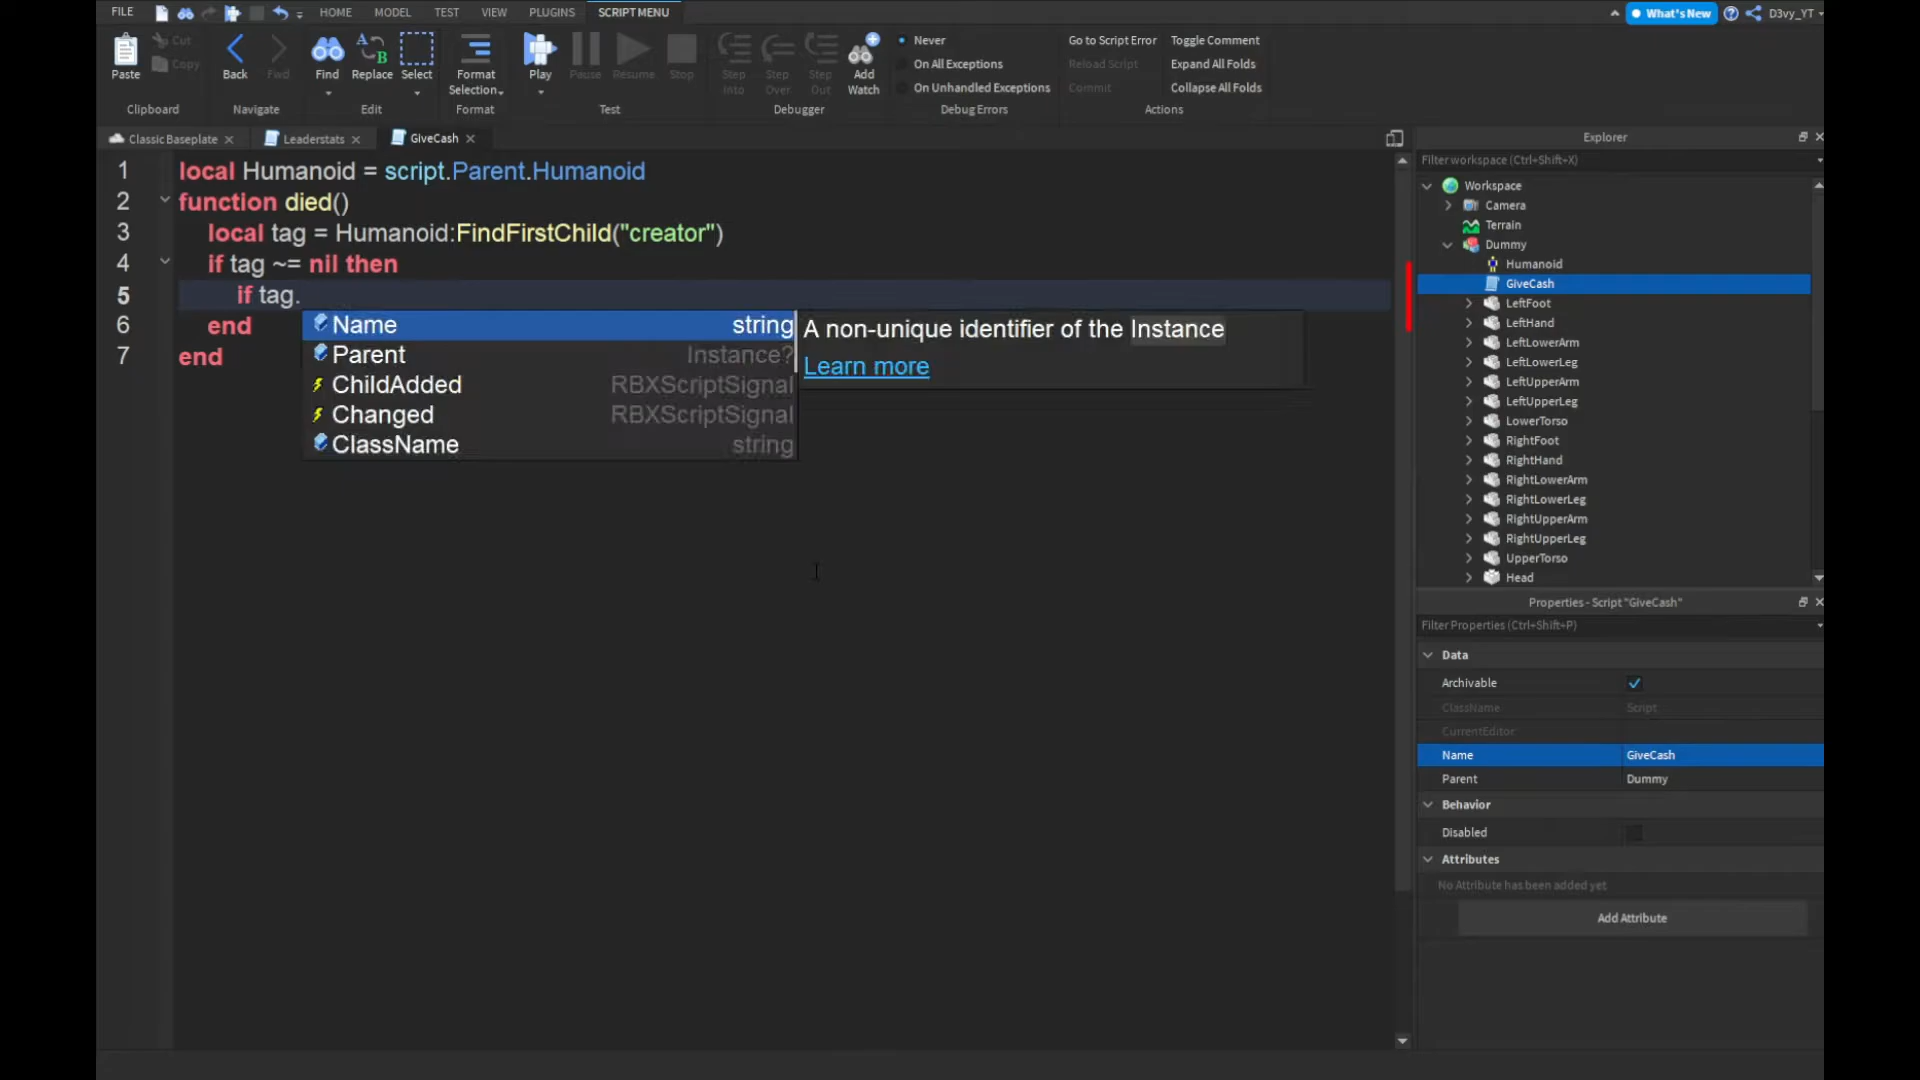 FILE HOME MODEL TEST VIEW PLUGINS SCRIPT MENU What's New D3vy_YT
Paste Cut Copy Back Fwd Find Replace Select Format Selection Play Pause Resume Stop Step Into Step Over Step Out Add Watch
Never
On All Exceptions
On Unhandled Exceptions
Go to Script Error
Reload Script
Commit
Toggle Comment
Expand All Folds
Collapse All Folds
Clipboard Navigate Edit Format Test Debugger Debug Errors Actions
Classic Baseplate Leaderstats GiveCash
1 local Humanoid = script.Parent.Humanoid
2 function died()
3 local tag = Humanoid:FindFirstChild("creator")
4 if tag ~= nil then
5 if tag.
6 end
7 end
Name string
Parent Instance?
ChildAdded RBXScriptSignal
Changed RBXScriptSignal
ClassName string
A non-unique identifier of the Instance
Learn more
Explorer
Filter workspace (Ctrl+Shift+X)
Workspace
Camera
Terrain
Dummy
Humanoid
GiveCash
LeftFoot
LeftHand
LeftLowerArm
LeftLowerLeg
LeftUpperArm
LeftUpperLeg
LowerTorso
RightFoot
RightHand
RightLowerArm
RightLowerLeg
RightUpperArm
RightUpperLeg
UpperTorso
Head
Properties - Script "GiveCash"
Filter Properties (Ctrl+Shift+P)
Data
Archivable
ClassName Script
CurrentEditor
Name GiveCash
Parent Dummy
Behavior
Disabled
Attributes
No Attribute has been added yet
Add Attribute